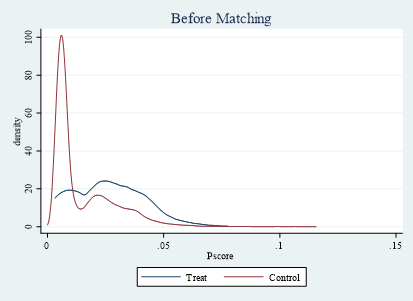 Before Matching
100
80
60
40
20
0
density
0 .05 .1 .15
Pscore
Treat Control